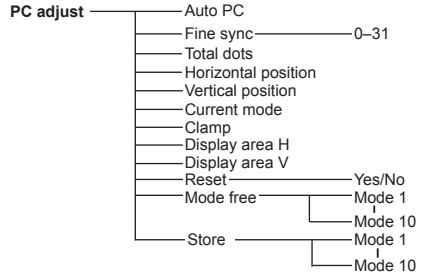 PC adjust Auto PC
Fine sync 0–31
Total dots
Horizontal position
Vertical position
Current mode
Clamp
Display area H
Display area V
Reset Yes/No
Mode free Mode 1
Mode 10
Store Mode 1
Mode 10